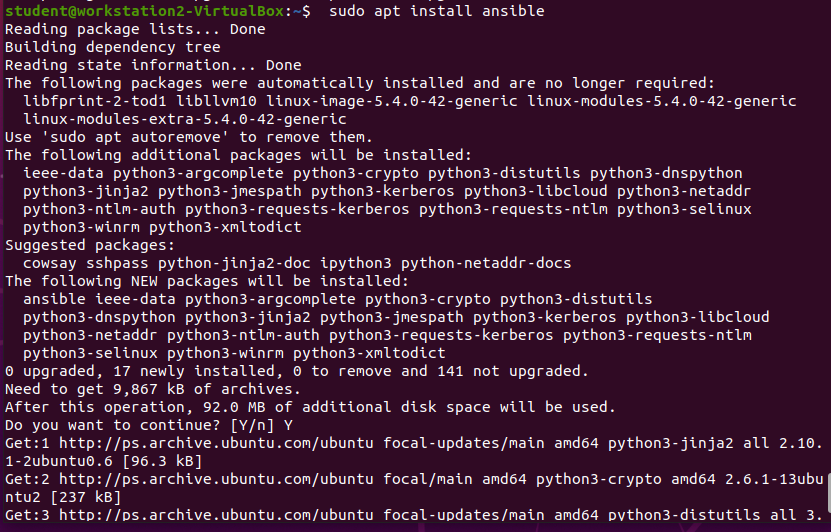 student@workstation2-VirtualBox:~$  sudo apt install ansible
Reading package lists... Done
Building dependency tree
Reading state information... Done
The following packages were automatically installed and are no longer required:
  libfprint-2-tod1 libllvm10 linux-image-5.4.0-42-generic linux-modules-5.4.0-42-generic
  linux-modules-extra-5.4.0-42-generic
Use 'sudo apt autoremove' to remove them.
The following additional packages will be installed:
  ieee-data python3-argcomplete python3-crypto python3-distutils python3-dnspython
  python3-jinja2 python3-jmespath python3-kerberos python3-libcloud python3-netaddr
  python3-ntlm-auth python3-requests-kerberos python3-requests-ntlm python3-selinux
  python3-winrm python3-xmltodict
Suggested packages:
  cowsay sshpass python-jinja2-doc ipython3 python-netaddr-docs
The following NEW packages will be installed:
  ansible ieee-data python3-argcomplete python3-crypto python3-distutils
  python3-dnspython python3-jinja2 python3-jmespath python3-kerberos python3-libcloud
  python3-netaddr python3-ntlm-auth python3-requests-kerberos python3-requests-ntlm
  python3-selinux python3-winrm python3-xmltodict
0 upgraded, 17 newly installed, 0 to remove and 141 not upgraded.
Need to get 9,867 kB of archives.
After this operation, 92.0 MB of additional disk space will be used.
Do you want to continue? [Y/n] Y
Get:1 http://ps.archive.ubuntu.com/ubuntu focal-updates/main amd64 python3-jinja2 all 2.10.
1-2ubuntu0.6 [96.3 kB]
Get:2 http://ps.archive.ubuntu.com/ubuntu focal/main amd64 python3-crypto amd64 2.6.1-13ubu
ntu2 [237 kB]
Get:3 http://ps.archive.ubuntu.com/ubuntu focal-updates/main amd64 python3-distutils all 3.